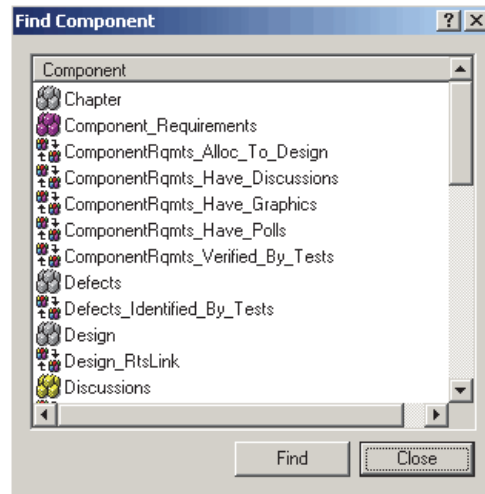 Find Component
?
Component
Chapter
Component_Requirements
ComponentRqmts_Alloc_To_Design
ComponentRqmts_Have_Discussions
ComponentRqmts_Have_Graphics
ComponentRqmts_Have_Polls
ComponentRqmts_Verified_By_Tests
Defects
Defects_Identified_By_Tests
Design
Design_RtsLink
Discussions
Find Close